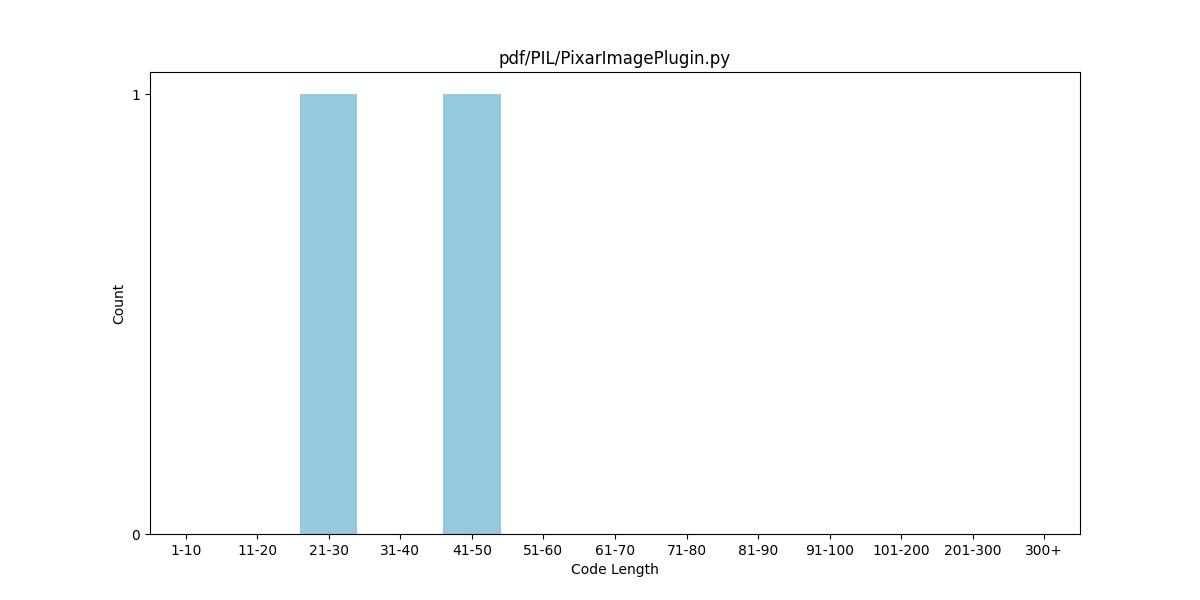 pdf/PIL/PixarImagePlugin.py
1
Count
0
1-10 11-20 21-30 31-40 41-50 51-60 61-70 71-80 81-90 91-100 101-200 201-300 300+
Code Length